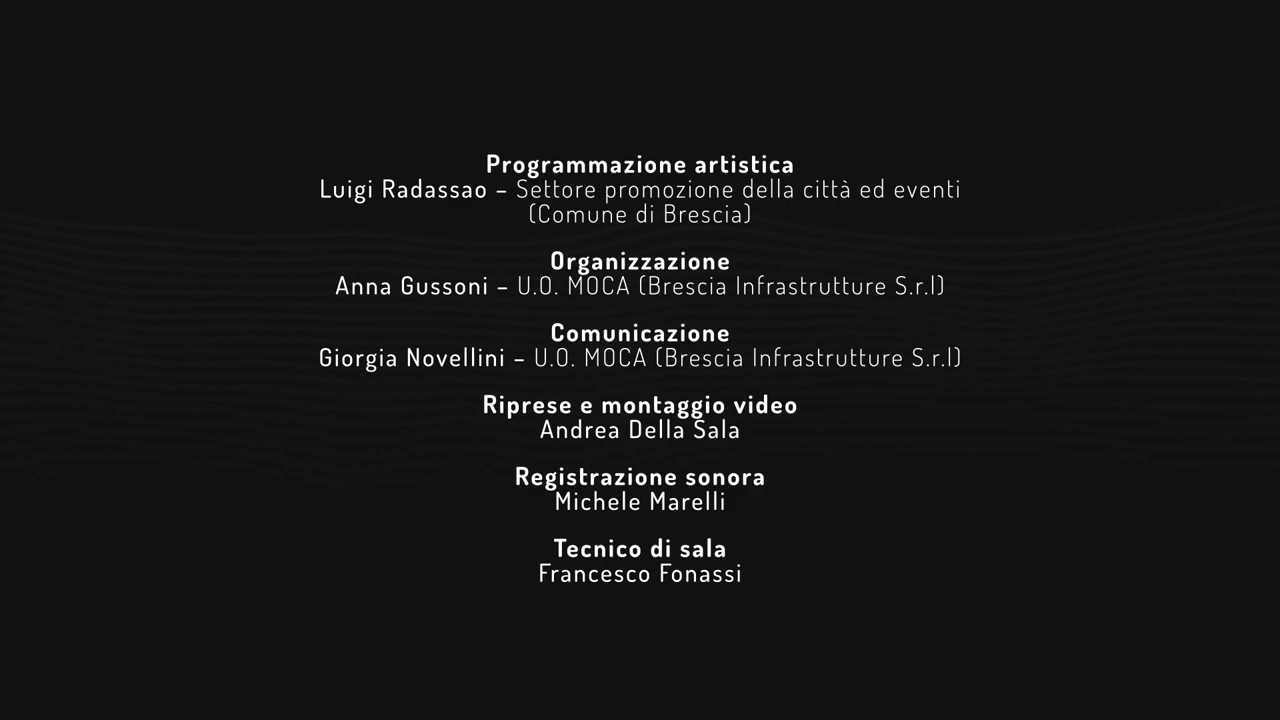 Programmazione artistica
Luigi Radassao – Settore promozione della città ed eventi
(Comune di Brescia)
Organizzazione
Anna Gussoni – U.O. MOCA (Brescia Infrastrutture S.r.l)
Comunicazione
Giorgia Novellini – U.O. MOCA (Brescia Infrastrutture S.r.l)
Riprese e montaggio video
Andrea Della Sala
Registrazione sonora
Michele Marelli
Tecnico di sala
Francesco Fonassi